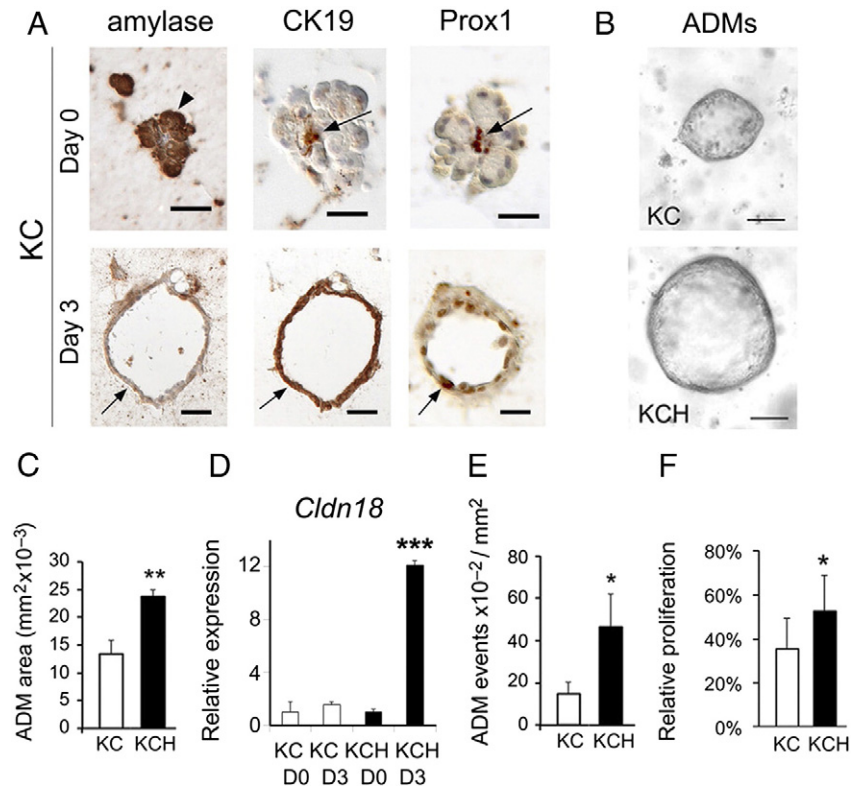 A amylase CK19 Prox1 B ADMs
KC
Day 0
Day 3
KC
KCH
C D E F
Cldn18
ADM area (mm²x10⁻³)
30
25
20
15
10
5
0
**
KC KCH
Relative expression
12
8
4
0
***
KC KC KCH KCH
D0 D3 D0 D3
ADM events x10⁻² / mm²
80
60
40
20
0
*
KC KCH
Relative proliferation
80%
60%
40%
20%
0%
*
KC KCH